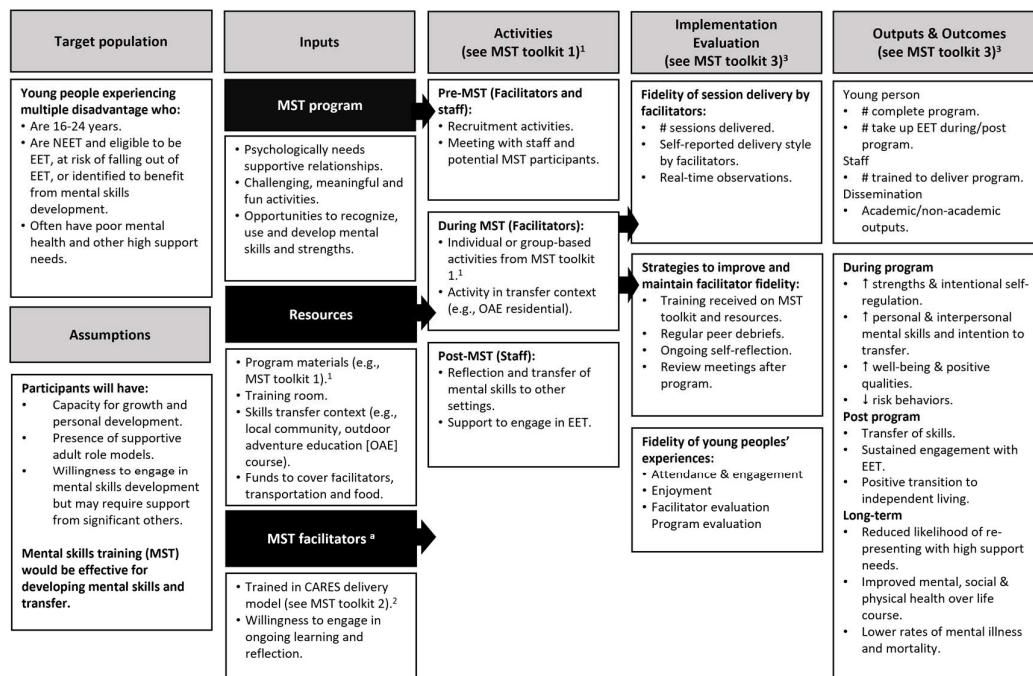 Target population
Young people experiencing
multiple disadvantage who:
• Are 16-24 years.
• Are NEET and eligible to be
EET, at risk of falling out of
EET, or identified to benefit
from mental skills
development.
• Often have poor mental
health and other high support
needs.
Assumptions
Participants will have:
• Capacity for growth and
personal development.
• Presence of supportive
adult role models.
• Willingness to engage in
mental skills development
but may require support
from significant others.
Mental skills training (MST)
would be effective for
developing mental skills and
transfer.
Inputs
MST program
• Psychologically needs
supportive relationships.
• Challenging, meaningful and
fun activities.
• Opportunities to recognize,
use and develop mental
skills and strengths.
Resources
• Program materials (e.g.,
MST toolkit 1).1
• Training room.
• Skills transfer context (e.g.,
local community, outdoor
adventure education [OAE]
course).
• Funds to cover facilitators,
transportation and food.
MST facilitators a
• Trained in CARES delivery
model (see MST toolkit 2).2
• Willingness to engage in
ongoing learning and
reflection.
Activities
(see MST toolkit 1)1
Pre-MST (Facilitators and
staff):
• Recruitment activities.
• Meeting with staff and
potential MST participants.
During MST (Facilitators):
• Individual or group-based
activities from MST toolkit
1.1
• Activity in transfer context
(e.g., OAE residential).
Post-MST (Staff):
• Reflection and transfer of
mental skills to other
settings.
• Support to engage in EET.
Implementation
Evaluation
(see MST toolkit 3)3
Fidelity of session delivery by
facilitators:
• # sessions delivered.
• Self-reported delivery style
by facilitators.
• Real-time observations.
Strategies to improve and
maintain facilitator fidelity:
• Training received on MST
toolkit and resources.
• Regular peer debriefs.
• Ongoing self-reflection.
• Review meetings after
program.
Fidelity of young peoples’
experiences:
• Attendance & engagement
• Enjoyment
• Facilitator evaluation
Program evaluation
Outputs & Outcomes
(see MST toolkit 3)3
Young person
• # complete program.
• # take up EET during/post
program.
Staff
• # trained to deliver program.
Dissemination
• Academic/non-academic
outputs.
During program
• ↑ strengths & intentional self-
regulation.
• ↑ personal & interpersonal
mental skills and intention to
transfer.
• ↑ well-being & positive
qualities.
• ↓ risk behaviors.
Post program
• Transfer of skills.
• Sustained engagement with
EET.
• Positive transition to
independent living.
Long-term
• Reduced likelihood of re-
presenting with high support
needs.
• Improved mental, social &
physical health over life
course.
• Lower rates of mental illness
and mortality.